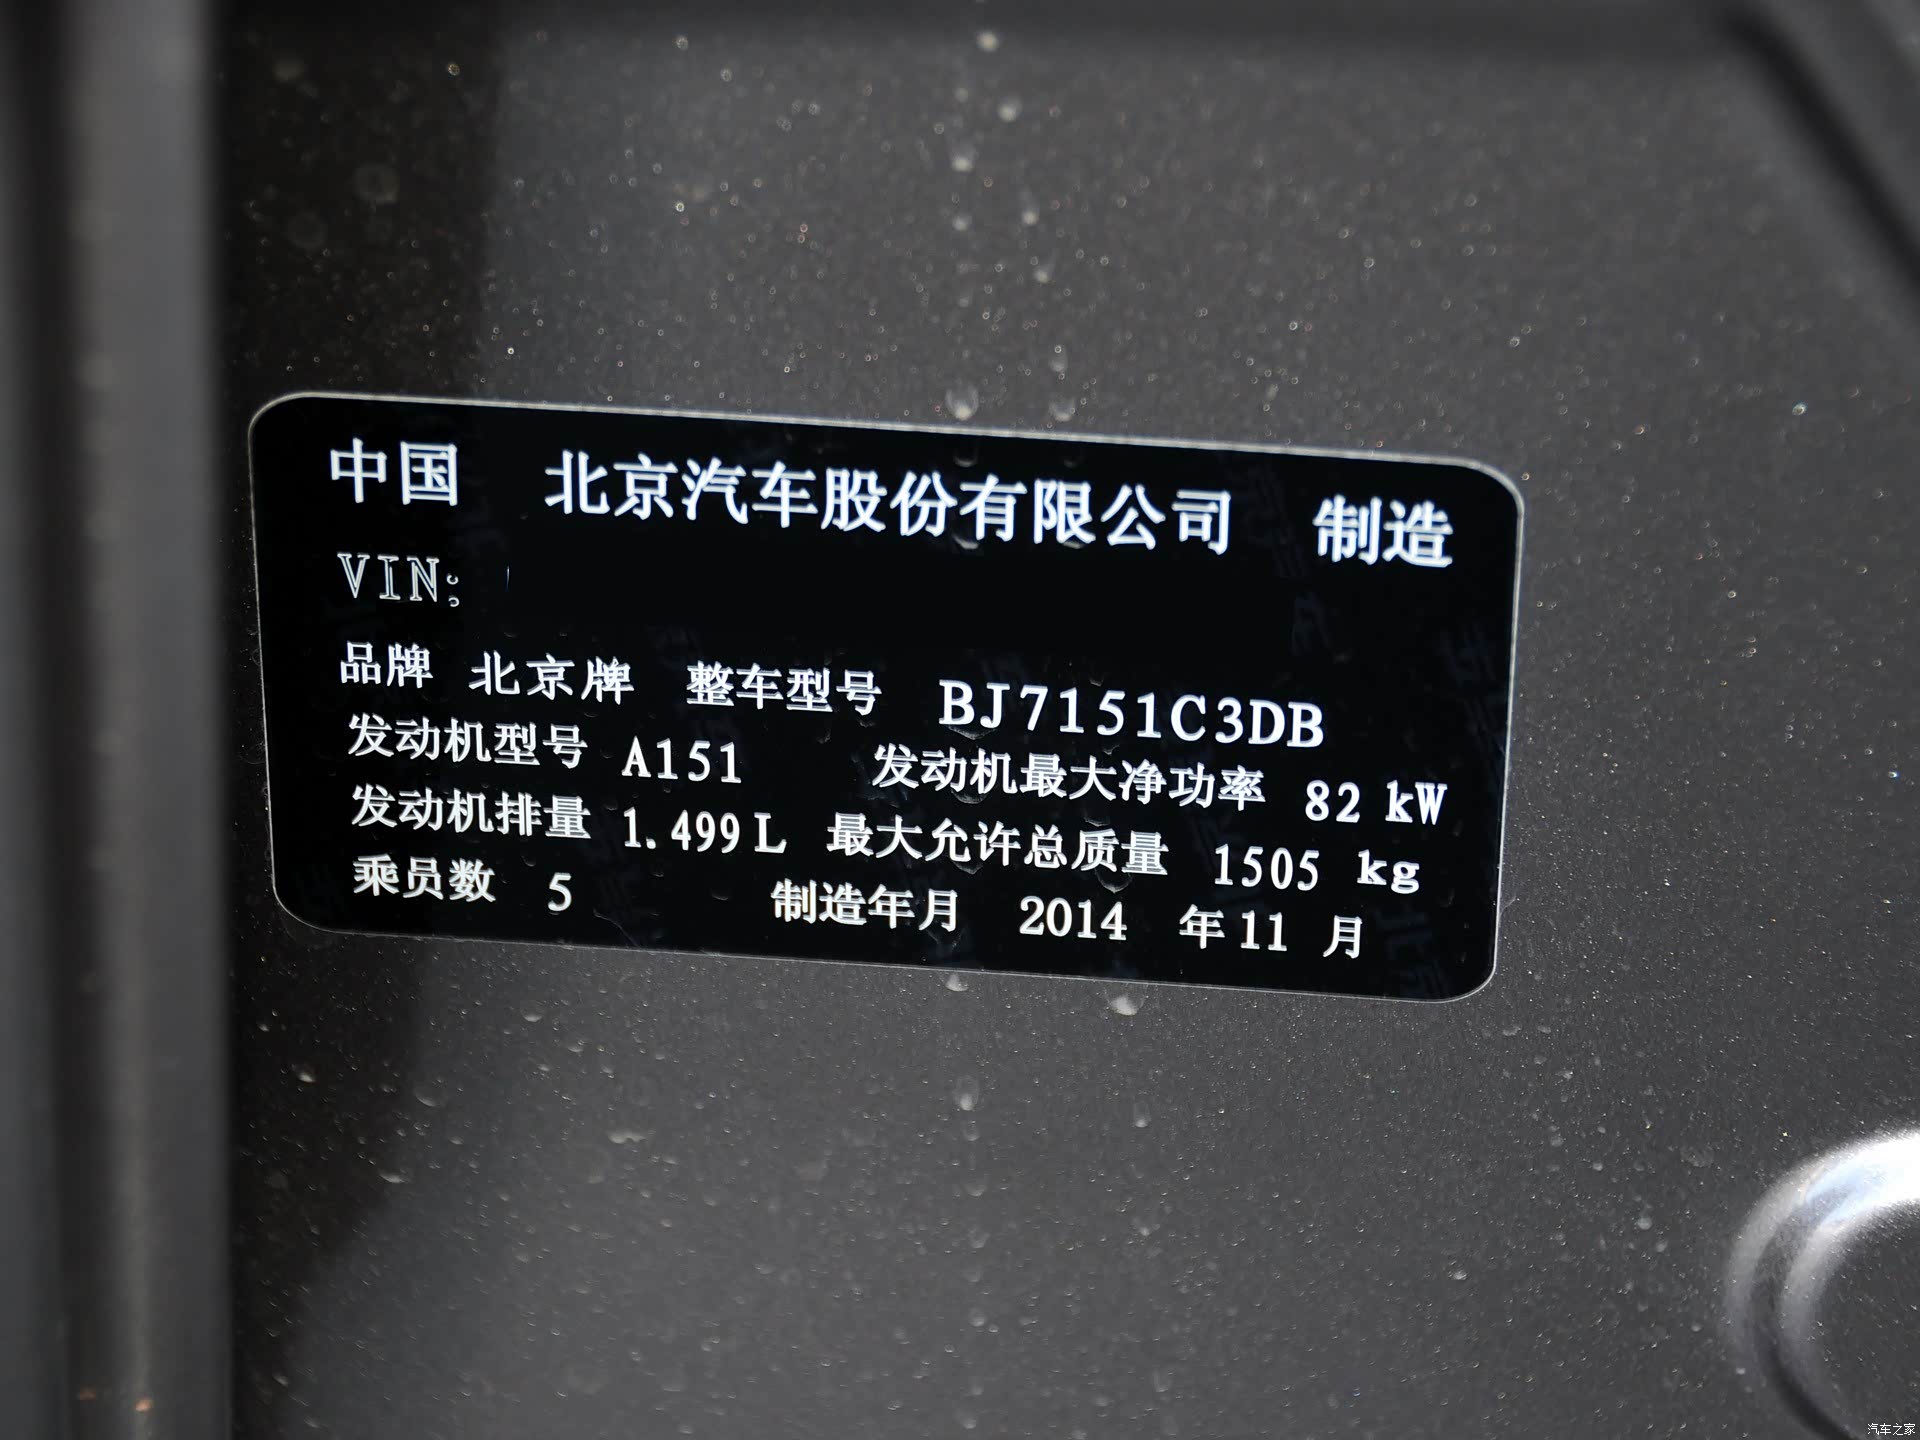 中国 北京汽车股份有限公司 制造
VIN:
品牌 北京牌 整车型号 BJ7151C3DB
发动机型号 A151 发动机最大净功率 82 kW
发动机排量 1.499 L 最大允许总质量 1505 kg
乘员数 5 制造年月 2014 年 11 月
汽车之家